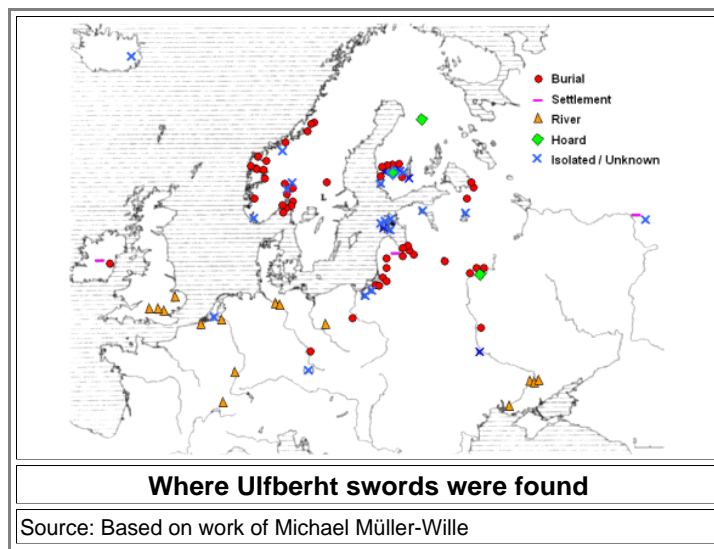 Burial
Settlement
River
Hoard
Isolated / Unknown
Where Ulfberht swords were found
Source: Based on work of Michael Müller-Wille